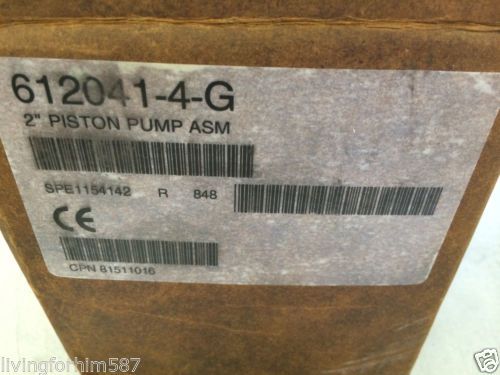 612041-4-G
2" PISTON PUMP ASM
SPE1154142 R 848
CE
CPN 81511016
livingforhim587